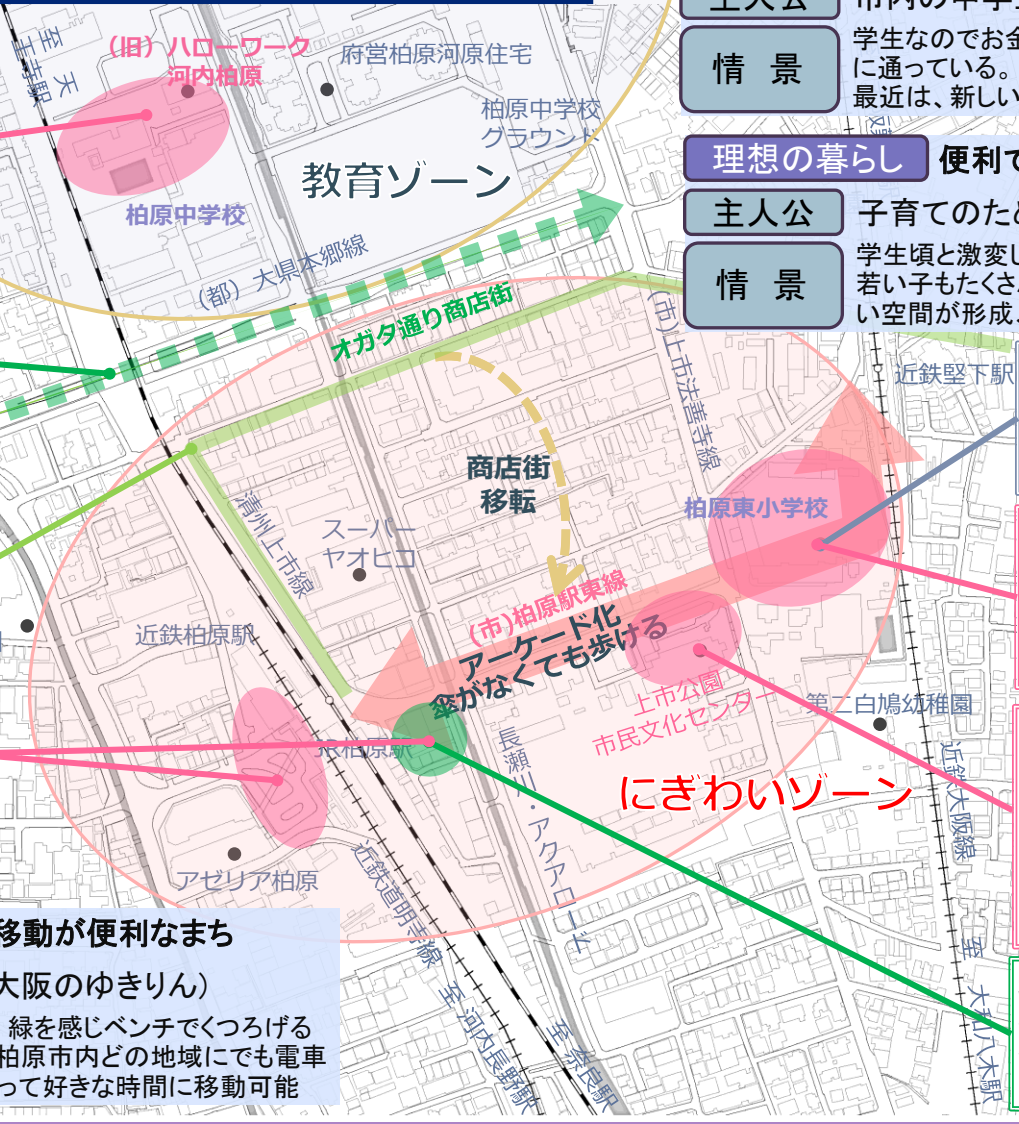 (旧) ハローワーク
河内柏原
府営柏原河原住宅
柏原中学校
グラウンド
至 天
王寺駅
教育ゾーン
柏原中学校
(都) 大県本郷線
オガタ通り商店街
(市)上市法善寺線
商店街
移転
柏原東小学校
清州上市線
スーパー
ヤオヒコ
近鉄柏原駅
(市)柏原駅東線
アーケード化
傘がなくても歩ける
上市公園
市民文化センター
第二白鳩幼稚園
JR柏原駅
長瀬川・アクアロード
にぎわいゾーン
アゼリア柏原
近鉄道明寺線
至 河内長野駅
至 奈良駅
近鉄大阪線
至 大和八木駅
近鉄堅下駅
情 景
学生なのでお金
に通っている。
最近は、新しい
理想の暮らし
便利で
主人公
子育てのため
情 景
学生頃と激変し
若い子もたくさん
い空間が形成
移動が便利なまち
大阪のゆきりん)
緑を感じベンチでくつろげる
柏原市内どの地域にでも電車
って好きな時間に移動可能